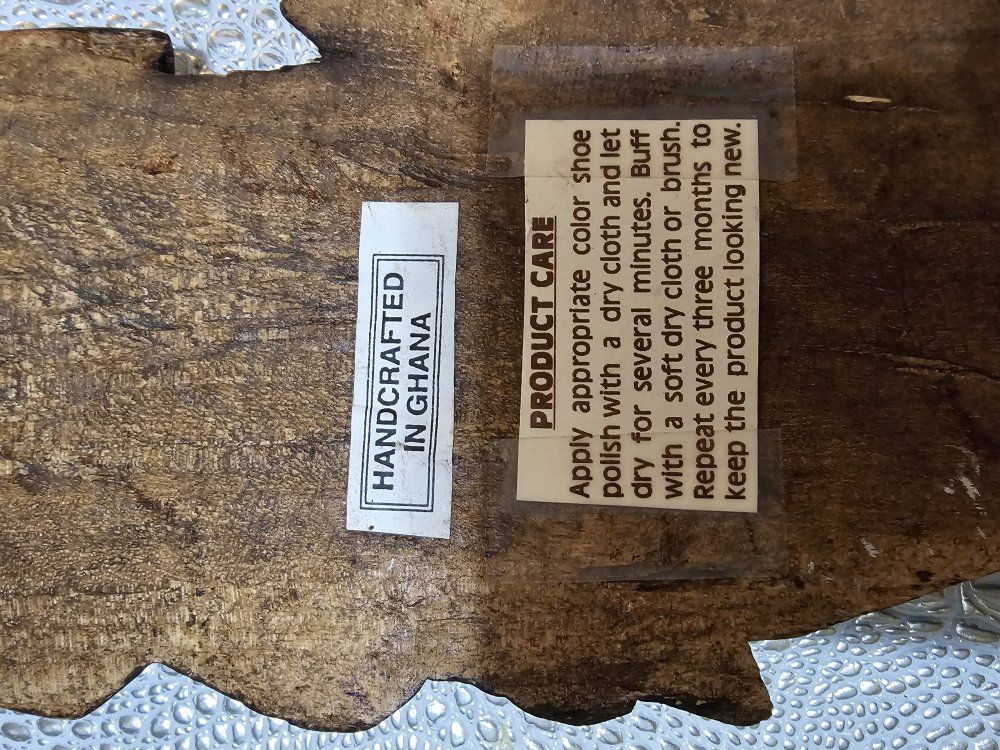 HANDCRAFTED
IN GHANA
PRODUCT CARE
Apply appropriate color shoe
polish with a dry cloth and let
dry for several minutes. Buff
with a soft dry cloth or brush.
Repeat every three months to
keep the product looking new.